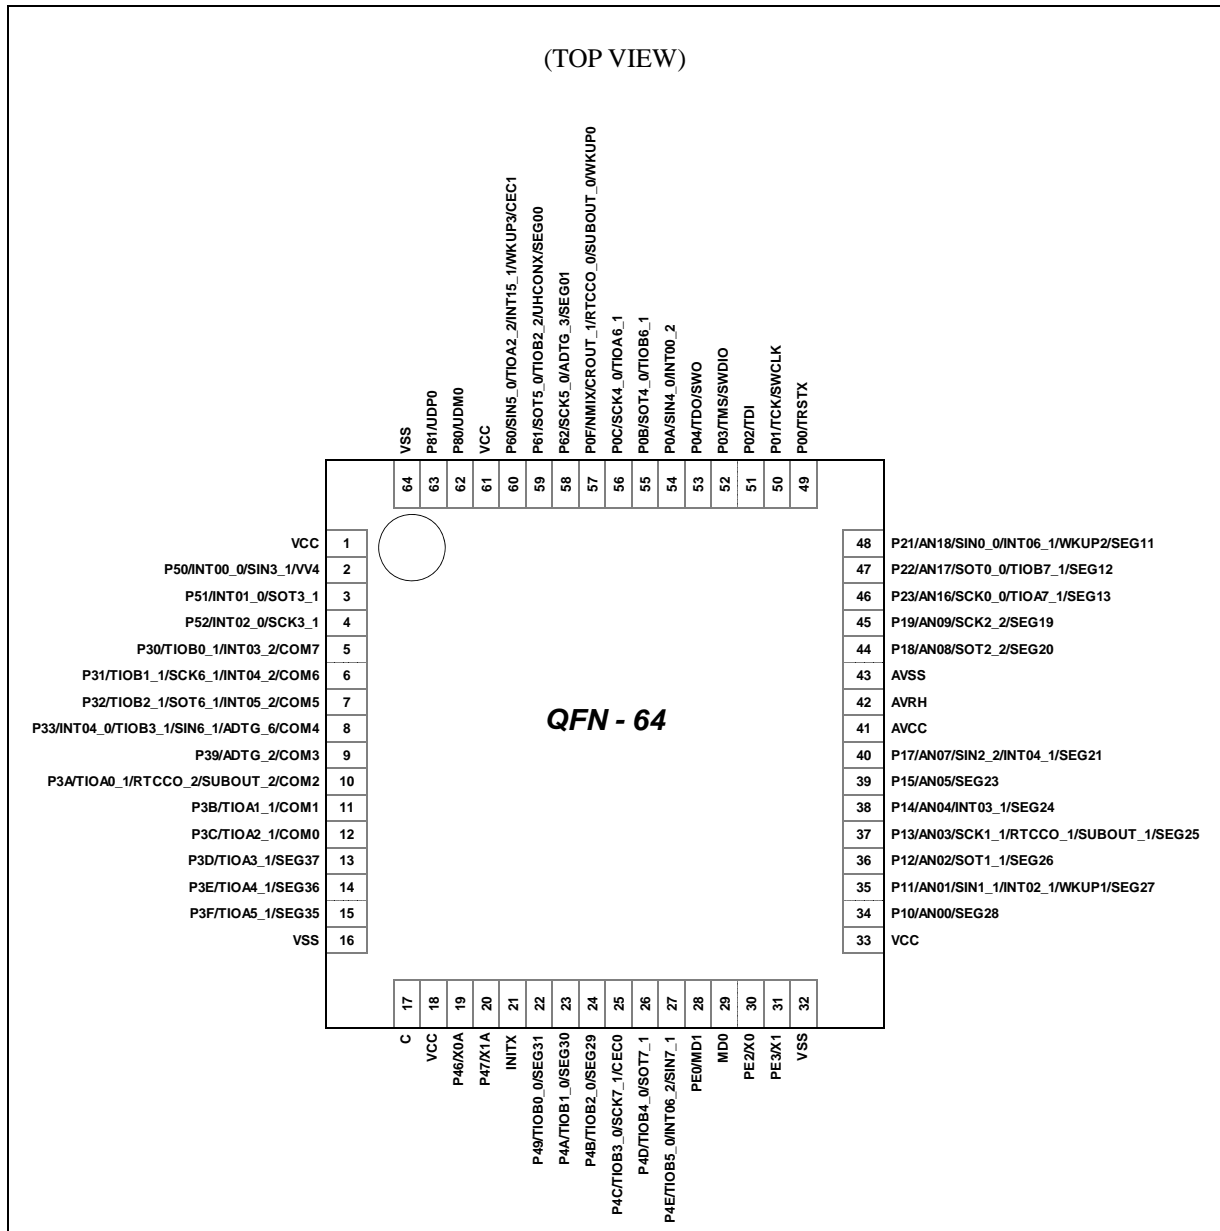 (TOP VIEW)
VSS
P81/UDP0
P80/UDM0
VCC
P60/SIN5_0/TIOA2_2/INT15_1/WKUP3/CEC1
P61/SOT5_0/TIOB2_2/UHCONX/SEG00
P62/SCK5_0/ADTG_3/SEG01
P0F/NMIX/CROUT_1/RTCCO_0/SUBOUT_0/WKUP0
P0C/SCK4_0/TIOA6_1
P0B/SOT4_0/TIOB6_1
P0A/SIN4_0/INT00_2
P04/TDO/SWO
P03/TMS/SWDIO
P02/TDI
P01/TCK/SWCLK
P00/TRSTX
64
63
62
61
60
59
58
57
56
55
54
53
52
51
50
49
VCC 1
P50/INT00_0/SIN3_1/VV4 2
P51/INT01_0/SOT3_1 3
P52/INT02_0/SCK3_1 4
P30/TIOB0_1/INT03_2/COM7 5
P31/TIOB1_1/SCK6_1/INT04_2/COM6 6
P32/TIOB2_1/SOT6_1/INT05_2/COM5 7
P33/INT04_0/TIOB3_1/SIN6_1/ADTG_6/COM4 8
P39/ADTG_2/COM3 9
P3A/TIOA0_1/RTCCO_2/SUBOUT_2/COM2 10
P3B/TIOA1_1/COM1 11
P3C/TIOA2_1/COM0 12
P3D/TIOA3_1/SEG37 13
P3E/TIOA4_1/SEG36 14
P3F/TIOA5_1/SEG35 15
VSS 16
QFN - 64
48 P21/AN18/SIN0_0/INT06_1/WKUP2/SEG11
47 P22/AN17/SOT0_0/TIOB7_1/SEG12
46 P23/AN16/SCK0_0/TIOA7_1/SEG13
45 P19/AN09/SCK2_2/SEG19
44 P18/AN08/SOT2_2/SEG20
43 AVSS
42 AVRH
41 AVCC
40 P17/AN07/SIN2_2/INT04_1/SEG21
39 P15/AN05/SEG23
38 P14/AN04/INT03_1/SEG24
37 P13/AN03/SCK1_1/RTCCO_1/SUBOUT_1/SEG25
36 P12/AN02/SOT1_1/SEG26
35 P11/AN01/SIN1_1/INT02_1/WKUP1/SEG27
34 P10/AN00/SEG28
33 VCC
17
18
19
20
21
22
23
24
25
26
27
28
29
30
31
32
C
VCC
P46/X0A
P47/X1A
INITX
P49/TIOB0_0/SEG31
P4A/TIOB1_0/SEG30
P4B/TIOB2_0/SEG29
P4C/TIOB3_0/SCK7_1/CEC0
P4D/TIOB4_0/SOT7_1
P4E/TIOB5_0/INT06_2/SIN7_1
PE0/MD1
MD0
PE2/X0
PE3/X1
VSS